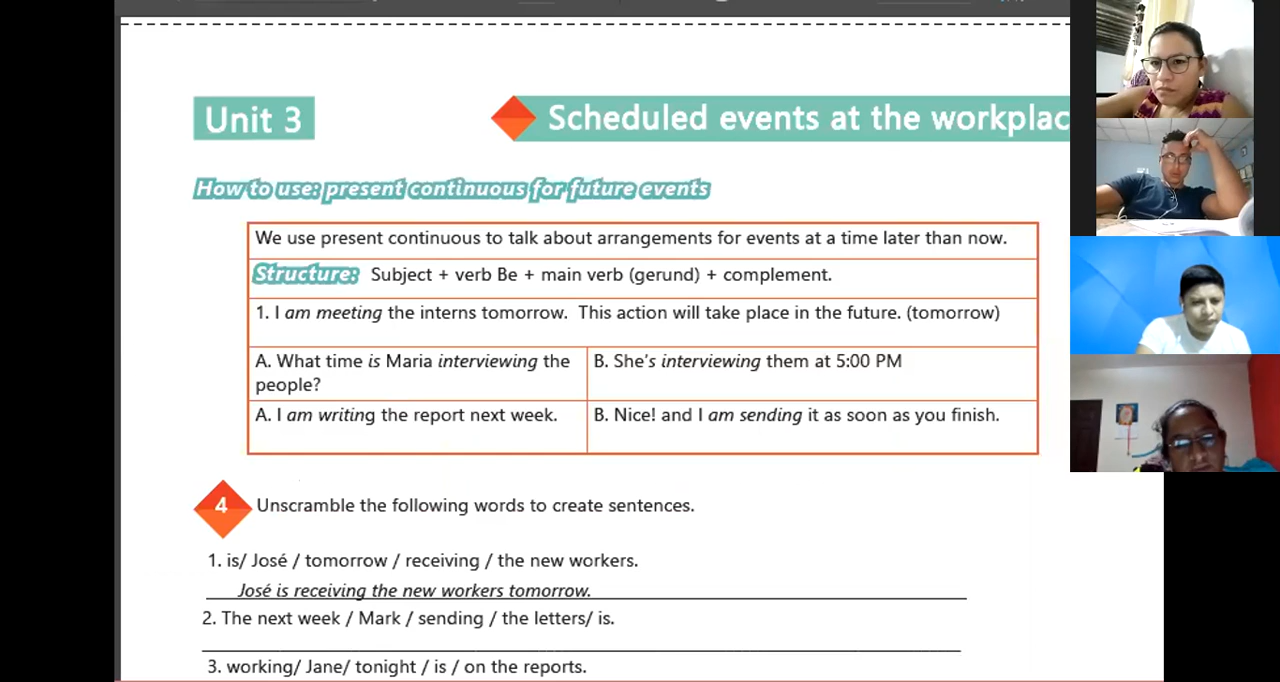 Unit 3
Scheduled events at the workplac
How to use: present continuous for future events
We use present continuous to talk about arrangements for events at a time later than now.
Structure: Subject + verb Be + main verb (gerund) + complement.
1. I am meeting the interns tomorrow. This action will take place in the future. (tomorrow)
A. What time is Maria interviewing the people?
B. She's interviewing them at 5:00 PM
A. I am writing the report next week.
B. Nice! and I am sending it as soon as you finish.
4 Unscramble the following words to create sentences.
1. is/ José / tomorrow / receiving / the new workers.
José is receiving the new workers tomorrow.
2. The next week / Mark / sending / the letters/ is.
3. working/ Jane/ tonight / is / on the reports.